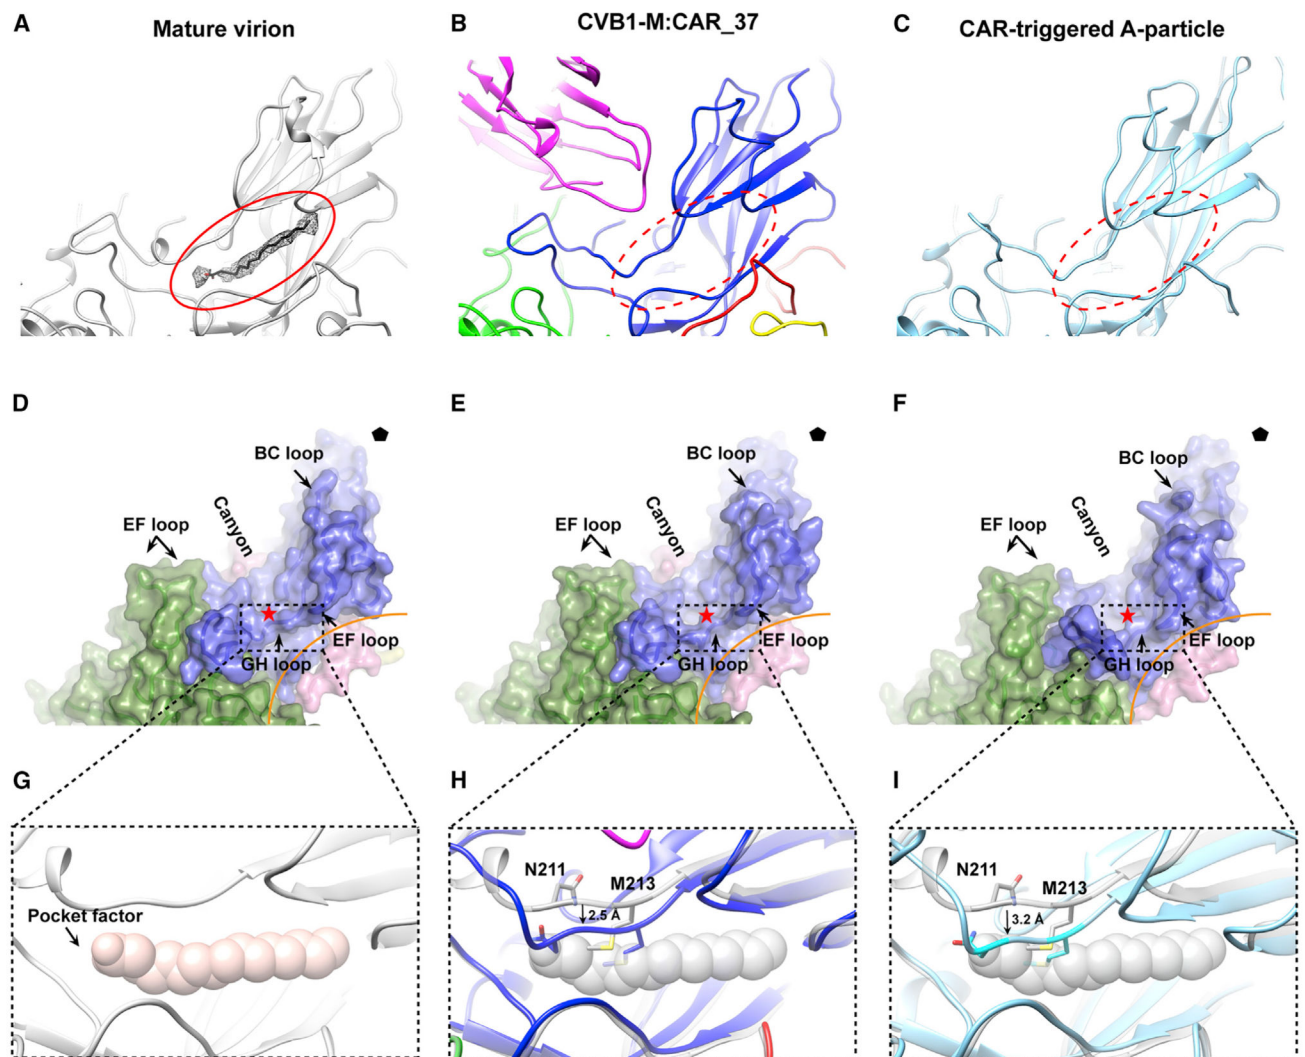 A
Mature virion
B
CVB1-M:CAR_37
C
CAR-triggered A-particle
D
BC loop
Canyon
EF loop
EF loop
GH loop
E
BC loop
Canyon
EF loop
EF loop
GH loop
F
BC loop
Canyon
EF loop
EF loop
GH loop
G
Pocket factor
H
N211
M213
2.5 Å
I
N211
M213
3.2 Å